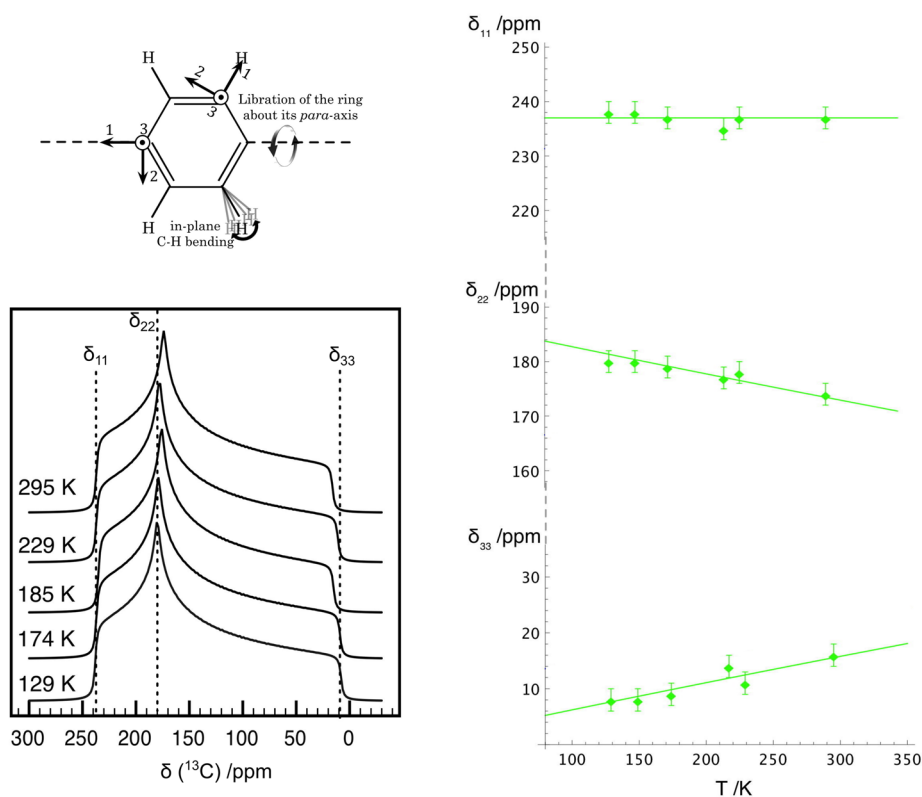 H
H
2
1
3
Libration of the ring
about its para-axis
1
3
2
H
in-plane
C-H bending
H
H
H
H
H
δ11
δ22
δ33
295 K
229 K
185 K
174 K
129 K
300 250 200 150 100 50 0
δ (13C) /ppm
δ11 /ppm
250
240
230
220
δ22 /ppm
190
180
170
160
δ33 /ppm
30
20
10
100 150 200 250 300 350
T /K